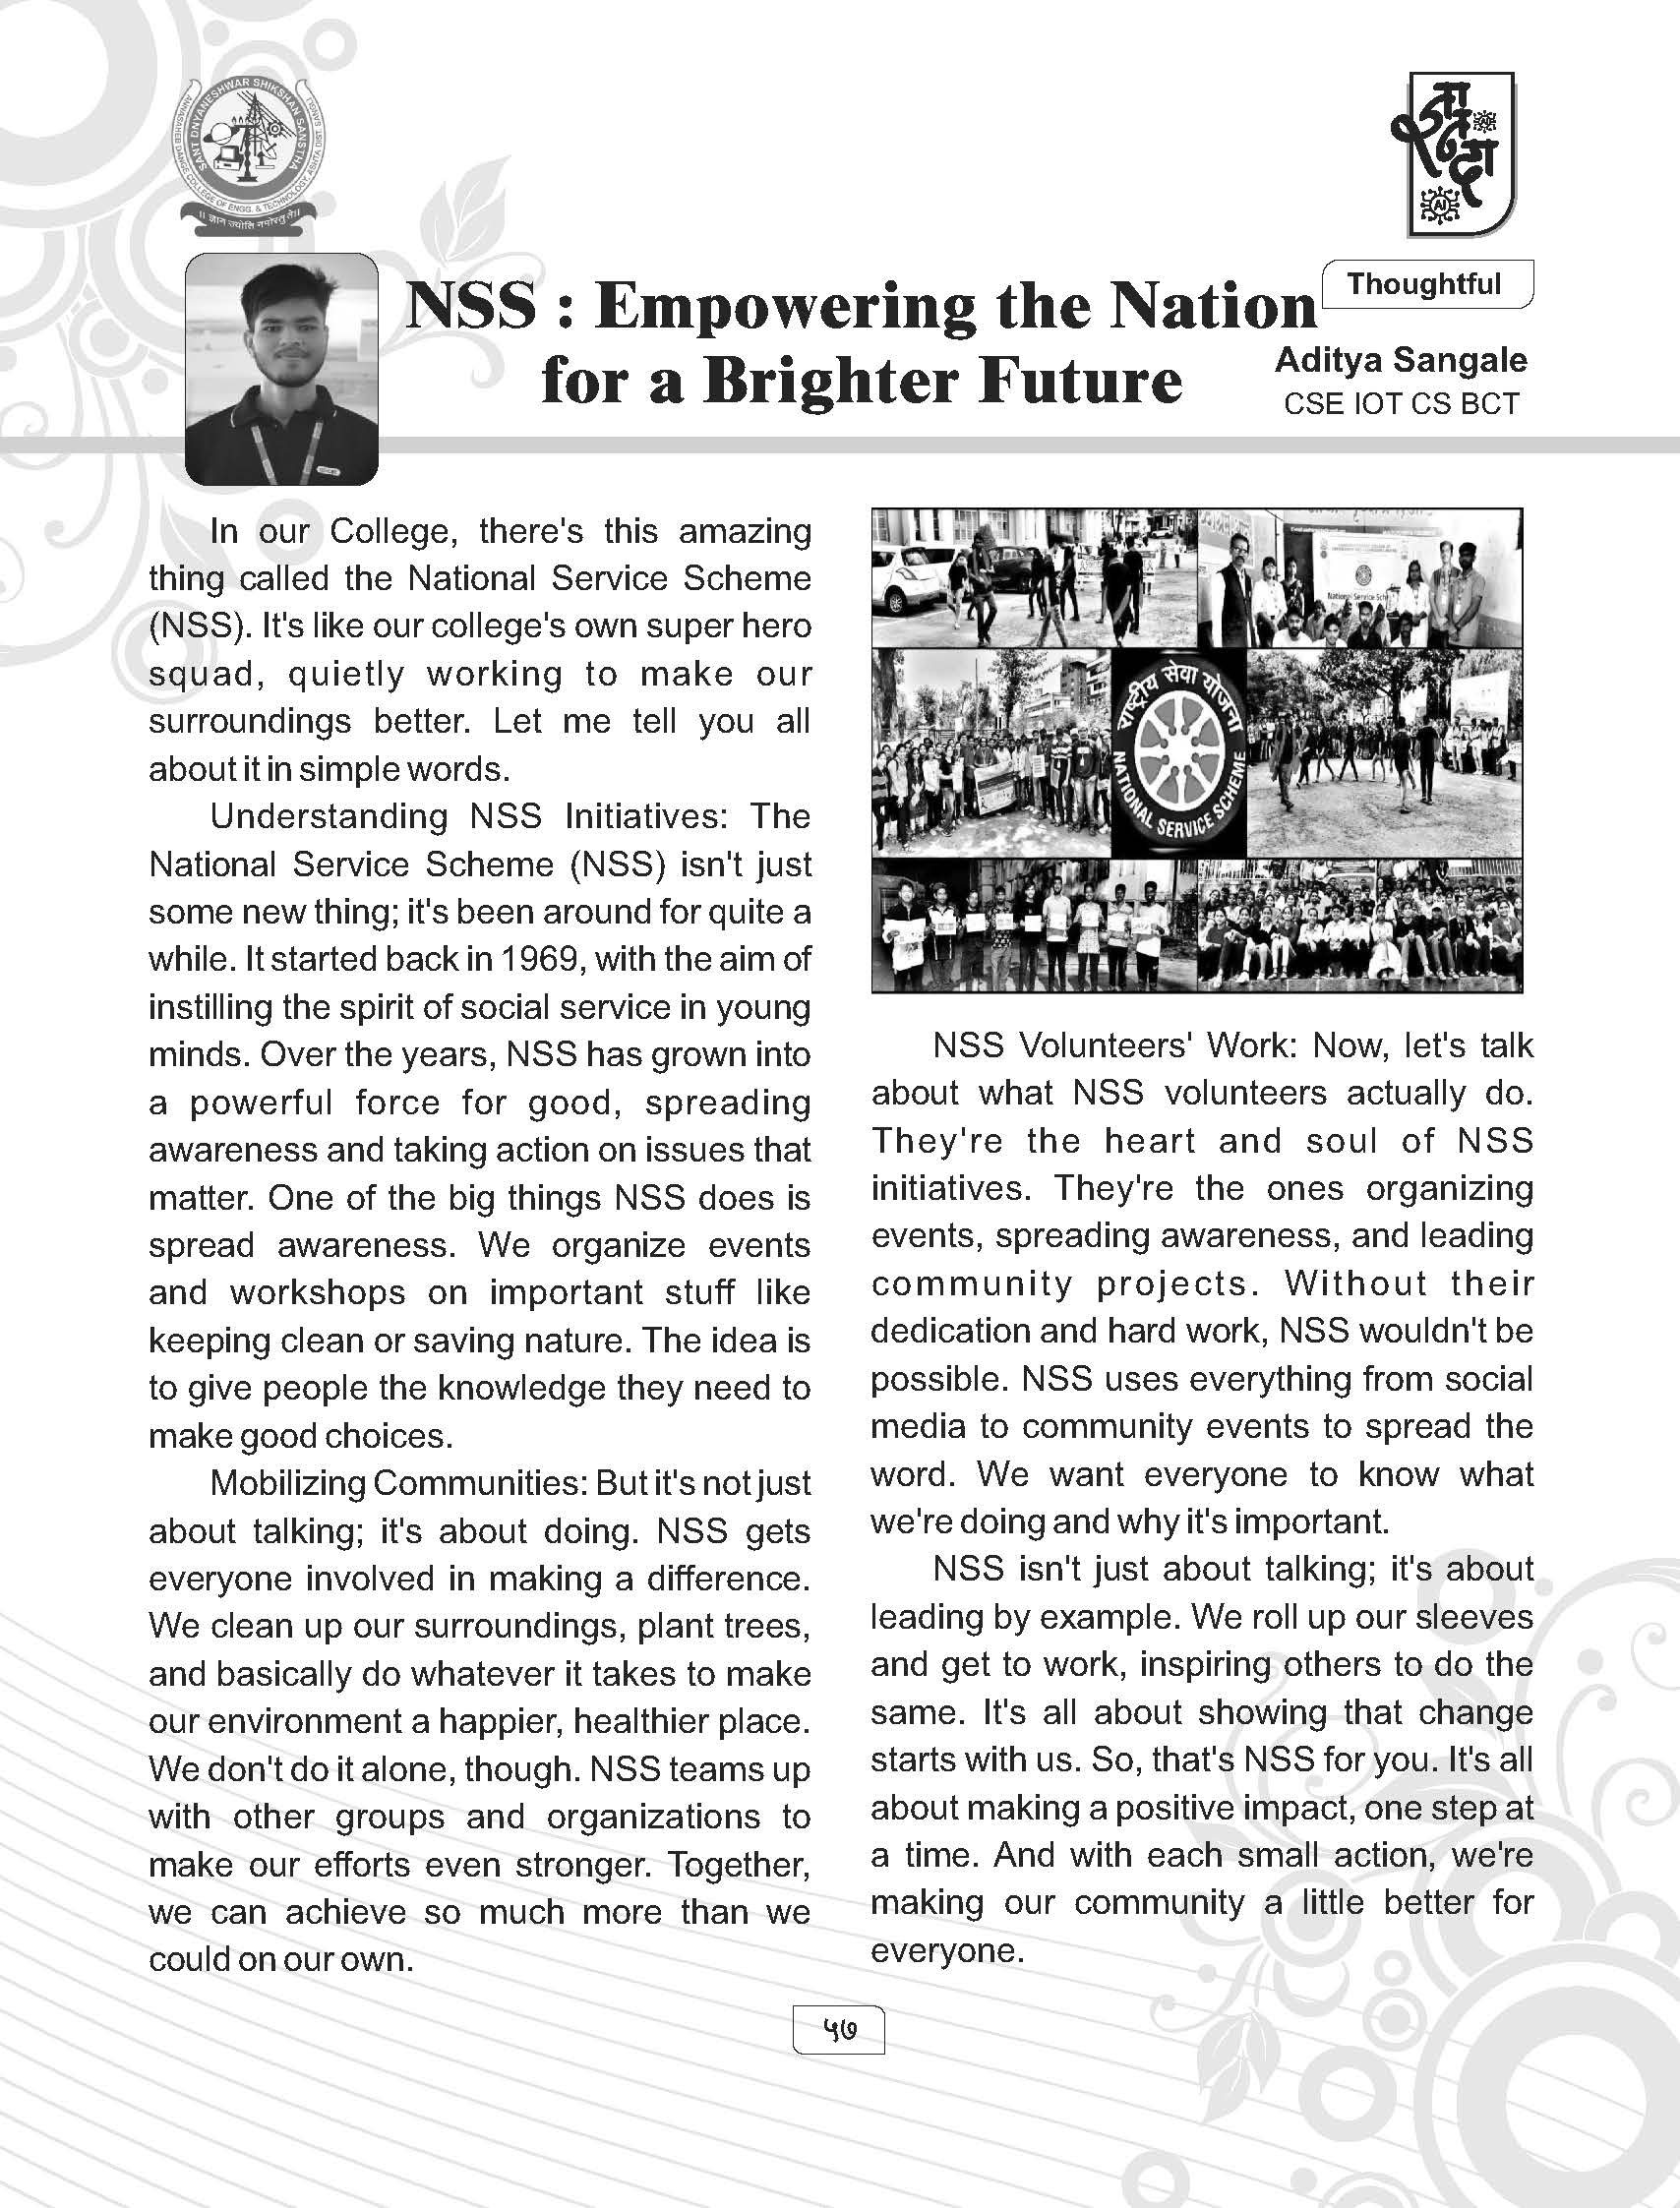 SANT DNYANESHWAR SHIKSHAN SANSTHA
ANNASAHEB DANGE COLLEGE OF ENGG. & TECHNOLOGY, ASHTA DIST. SANGLI
AI
AI
Thoughtful
NSS : Empowering the Nation
for a Brighter Future
Aditya Sangale
CSE IOT CS BCT
In our College, there's this amazing
thing called the National Service Scheme
(NSS). It's like our college's own super hero
squad, quietly working to make our
surroundings better. Let me tell you all
about it in simple words.
Understanding NSS Initiatives: The
National Service Scheme (NSS) isn't just
some new thing; it's been around for quite a
while. It started back in 1969, with the aim of
instilling the spirit of social service in young
minds. Over the years, NSS has grown into
a powerful force for good, spreading
awareness and taking action on issues that
matter. One of the big things NSS does is
spread awareness. We organize events
and workshops on important stuff like
keeping clean or saving nature. The idea is
to give people the knowledge they need to
make good choices.
Mobilizing Communities: But it's not just
about talking; it's about doing. NSS gets
everyone involved in making a difference.
We clean up our surroundings, plant trees,
and basically do whatever it takes to make
our environment a happier, healthier place.
We don't do it alone, though. NSS teams up
with other groups and organizations to
make our efforts even stronger. Together,
we can achieve so much more than we
could on our own.
National Service Sch
राष्ट्रीय सेवा योजना
NATIONAL SERVICE SCHEME
NSS Volunteers' Work: Now, let's talk
about what NSS volunteers actually do.
They're the heart and soul of NSS
initiatives. They're the ones organizing
events, spreading awareness, and leading
community projects. Without their
dedication and hard work, NSS wouldn't be
possible. NSS uses everything from social
media to community events to spread the
word. We want everyone to know what
we're doing and why it's important.
NSS isn't just about talking; it's about
leading by example. We roll up our sleeves
and get to work, inspiring others to do the
same. It's all about showing that change
starts with us. So, that's NSS for you. It's all
about making a positive impact, one step at
a time. And with each small action, we're
making our community a little better for
everyone.
५७